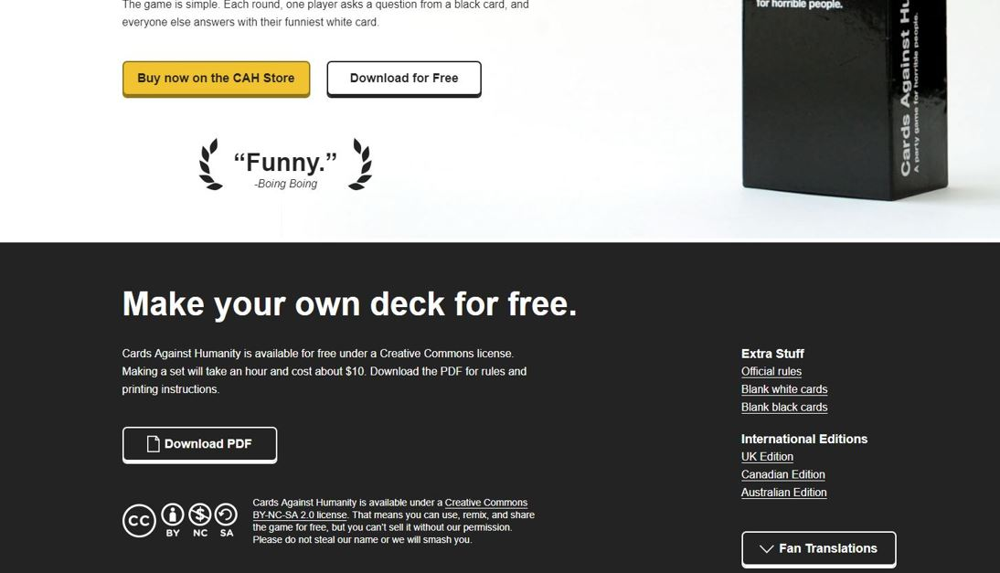 The game is simple. Each round, one player asks a question from a black card, and
everyone else answers with their funniest white card.
for horrible people.
Cards Against Hu
A party game for horrible people.
Buy now on the CAH Store
Download for Free
“Funny.”
-Boing Boing
Make your own deck for free.
Cards Against Humanity is available for free under a Creative Commons license.
Making a set will take an hour and cost about $10. Download the PDF for rules and
printing instructions.
Download PDF
CC
BY NC SA
Cards Against Humanity is available under a Creative Commons
BY-NC-SA 2.0 license. That means you can use, remix, and share
the game for free, but you can’t sell it without our permission.
Please do not steal our name or we will smash you.
Extra Stuff
Official rules
Blank white cards
Blank black cards
International Editions
UK Edition
Canadian Edition
Australian Edition
Fan Translations